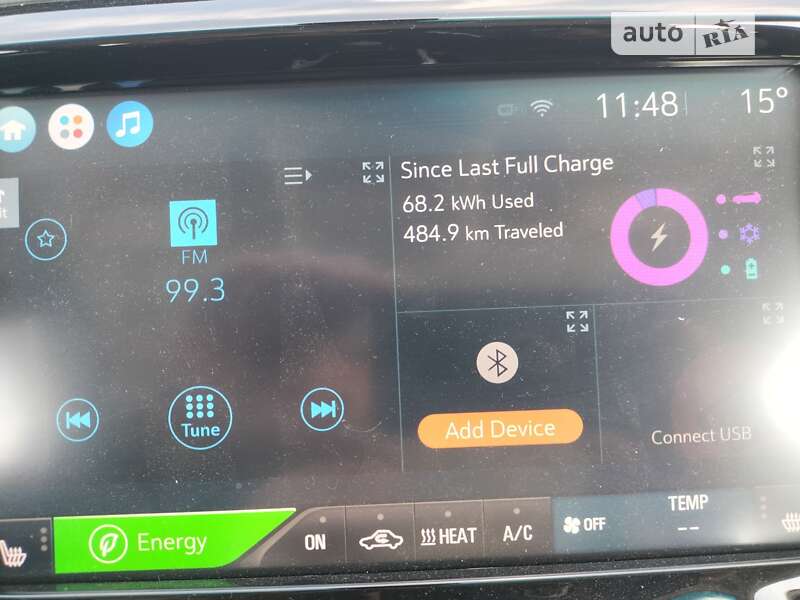 auto RIA
11:48 15°
Since Last Full Charge
68.2 kWh Used
484.9 km Traveled
FM
99.3
Tune
Add Device
Connect USB
Energy
ON
HEAT
A/C
OFF
TEMP
--